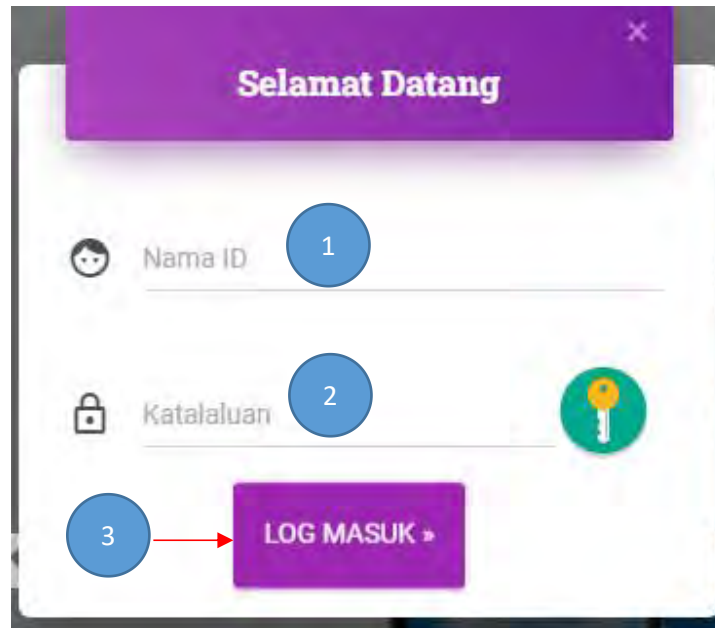 ×
Selamat Datang
Nama ID
1
Katalaluan
2
3
LOG MASUK »